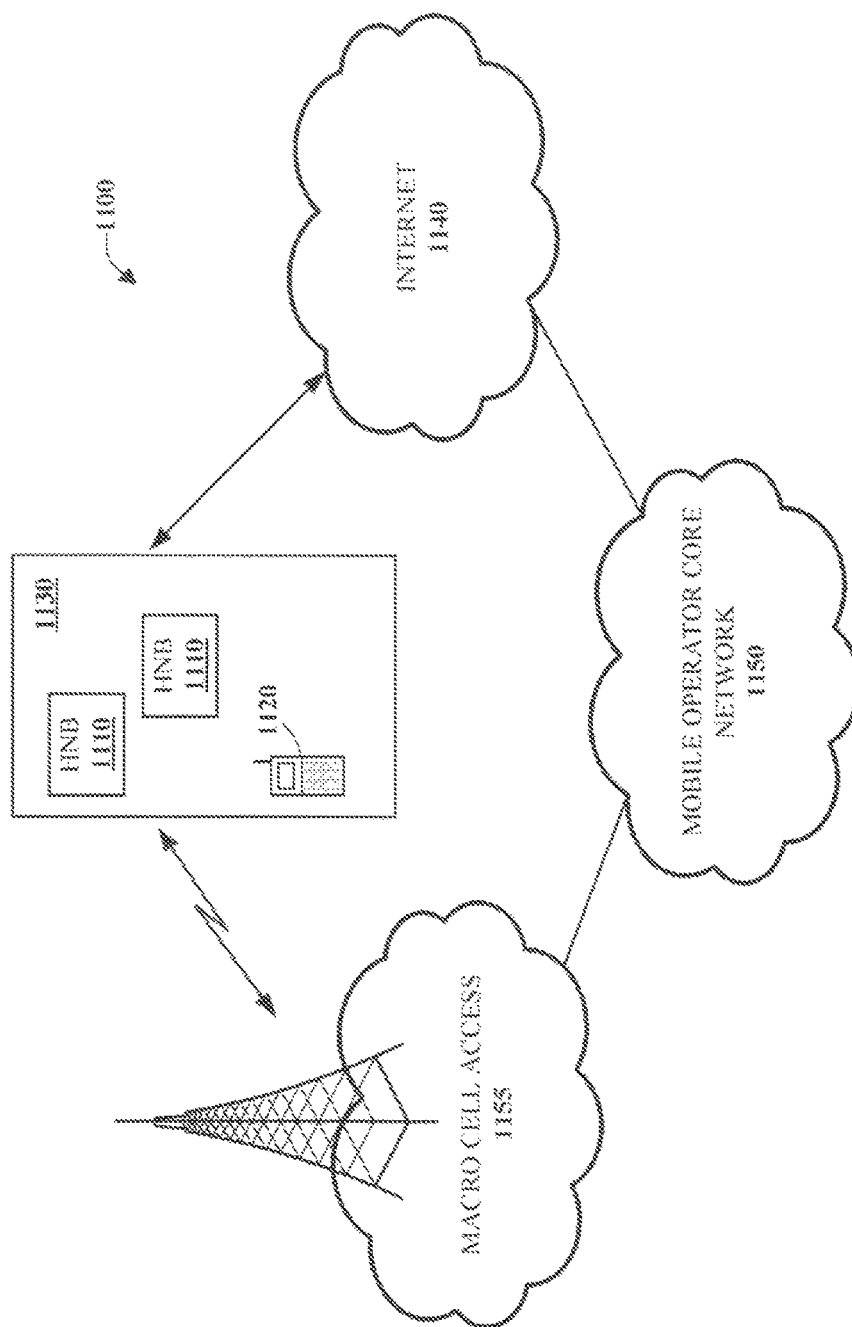 1100
HNB
1110
HNB
1110
1130
1120
INTERNET
1140
MACRO CELL ACCESS
1155
MOBILE OPERATOR CORE
NETWORK
1150